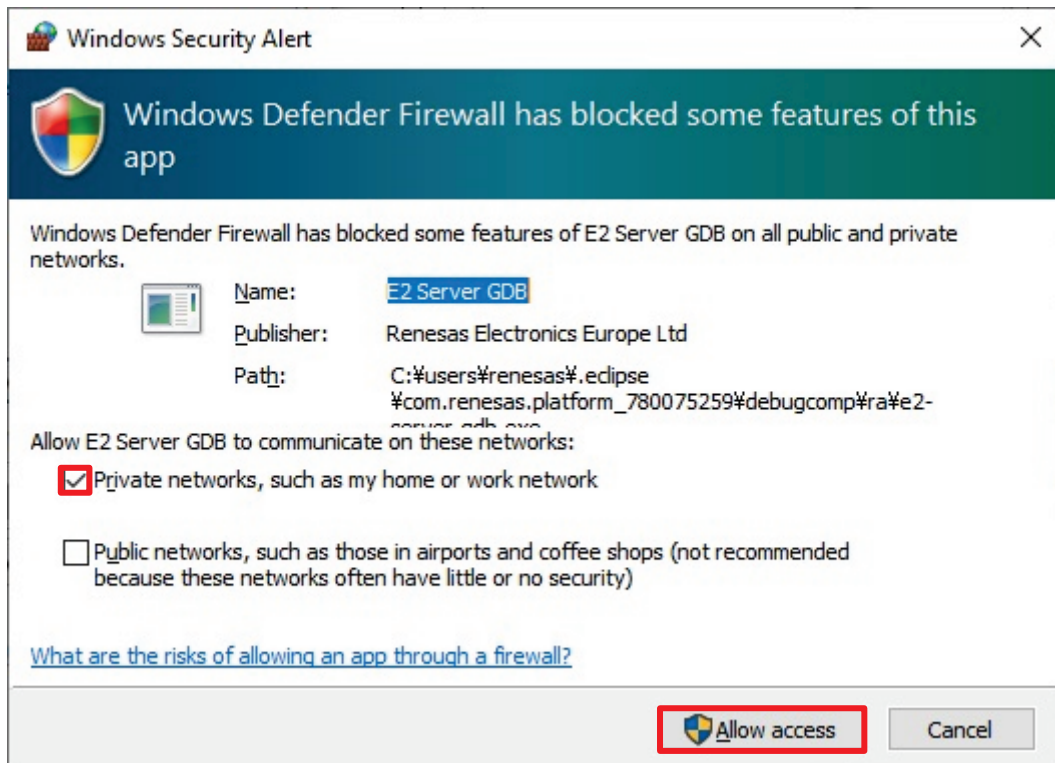 Windows Security Alert
Windows Defender Firewall has blocked some features of this
app
Windows Defender Firewall has blocked some features of E2 Server GDB on all public and private
networks.
Name: E2 Server GDB
Publisher: Renesas Electronics Europe Ltd
Path: C:¥users¥renesas¥.eclipse
¥com.renesas.platform_780075259¥debugcomp¥ra¥e2-
server-gdb.exe
Allow E2 Server GDB to communicate on these networks:
Private networks, such as my home or work network
Public networks, such as those in airports and coffee shops (not recommended
because these networks often have little or no security)
What are the risks of allowing an app through a firewall?
Allow access Cancel